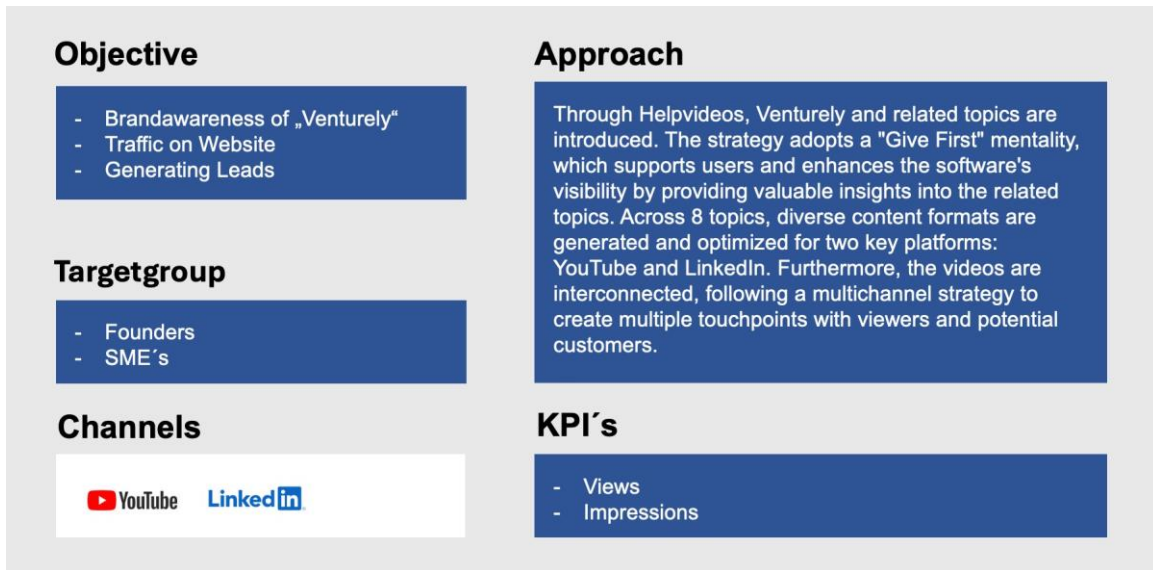 Objective
- Brandawareness of „Venturely“
- Traffic on Website
- Generating Leads
Targetgroup
- Founders
- SME´s
Channels
YouTube
Linked in
Approach
Through Helpvideos, Venturely and related topics are
introduced. The strategy adopts a "Give First" mentality,
which supports users and enhances the software's
visibility by providing valuable insights into the related
topics. Across 8 topics, diverse content formats are
generated and optimized for two key platforms:
YouTube and LinkedIn. Furthermore, the videos are
interconnected, following a multichannel strategy to
create multiple touchpoints with viewers and potential
customers.
KPI´s
- Views
- Impressions